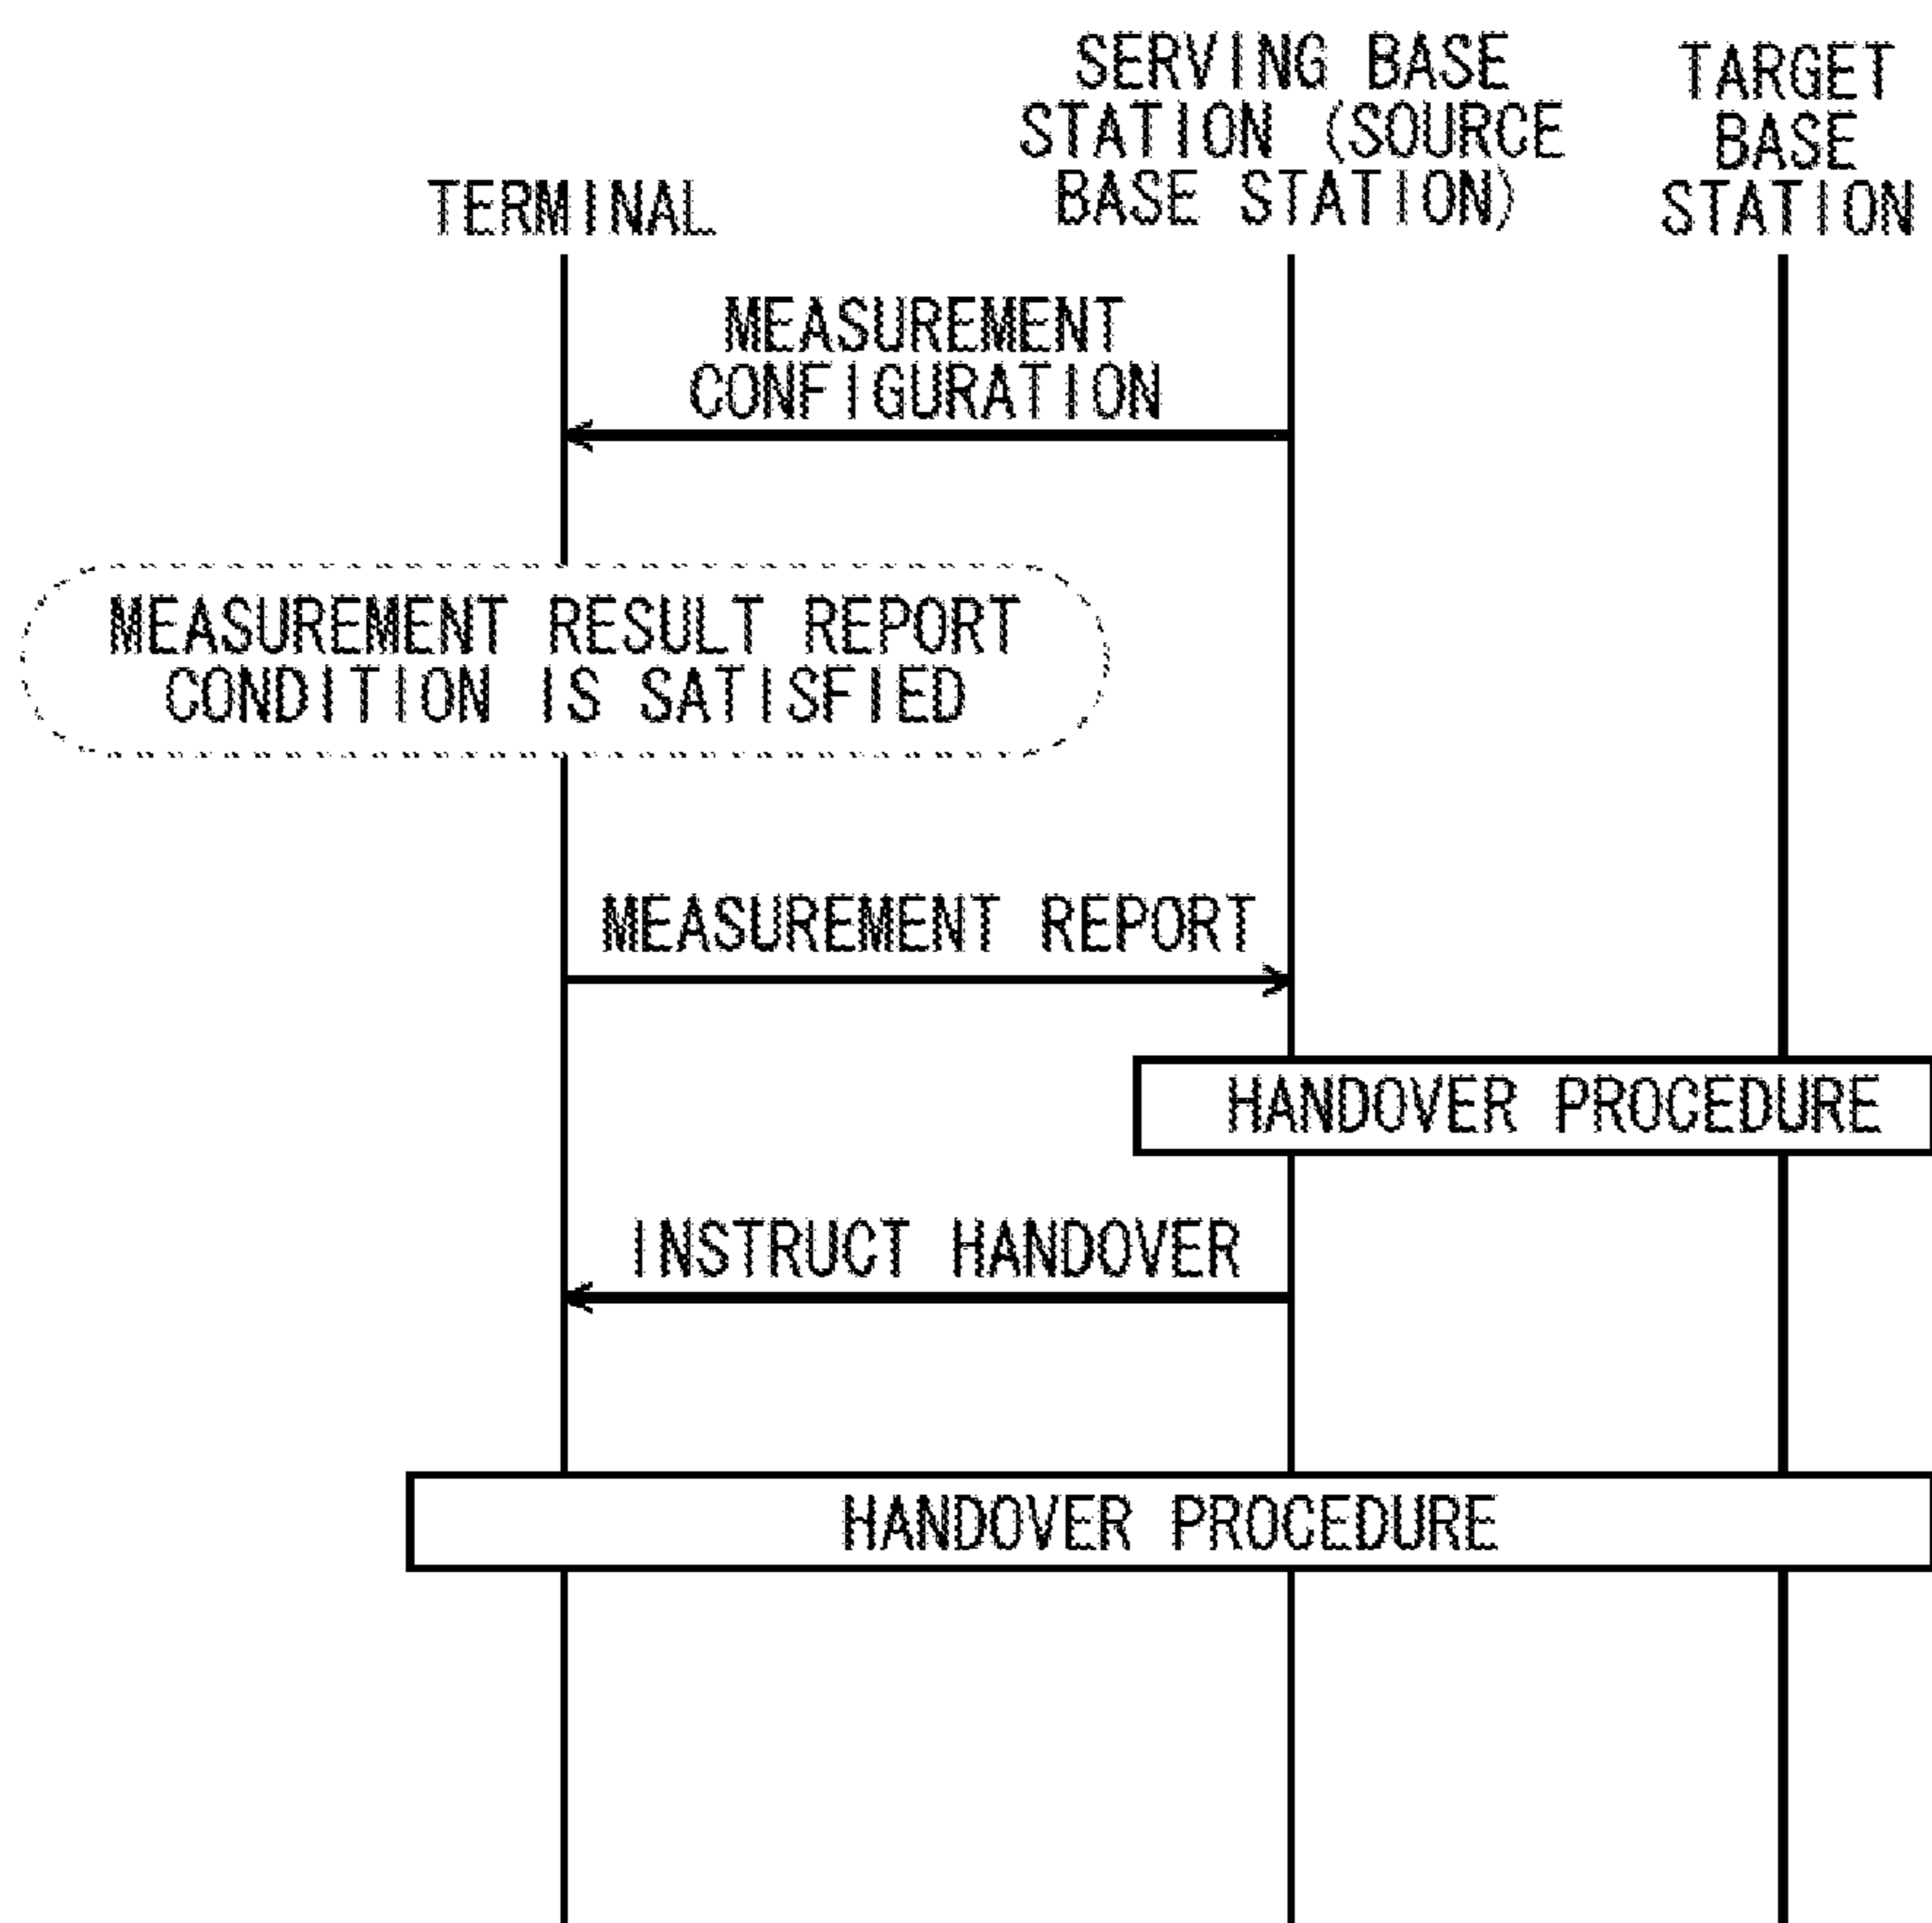 TERMINAL
SERVING BASE
STATION (SOURCE
BASE STATION)
TARGET
BASE
STATION
MEASUREMENT
CONFIGURATION
MEASUREMENT RESULT REPORT
CONDITION IS SATISFIED
MEASUREMENT REPORT
HANDOVER PROCEDURE
INSTRUCT HANDOVER
HANDOVER PROCEDURE